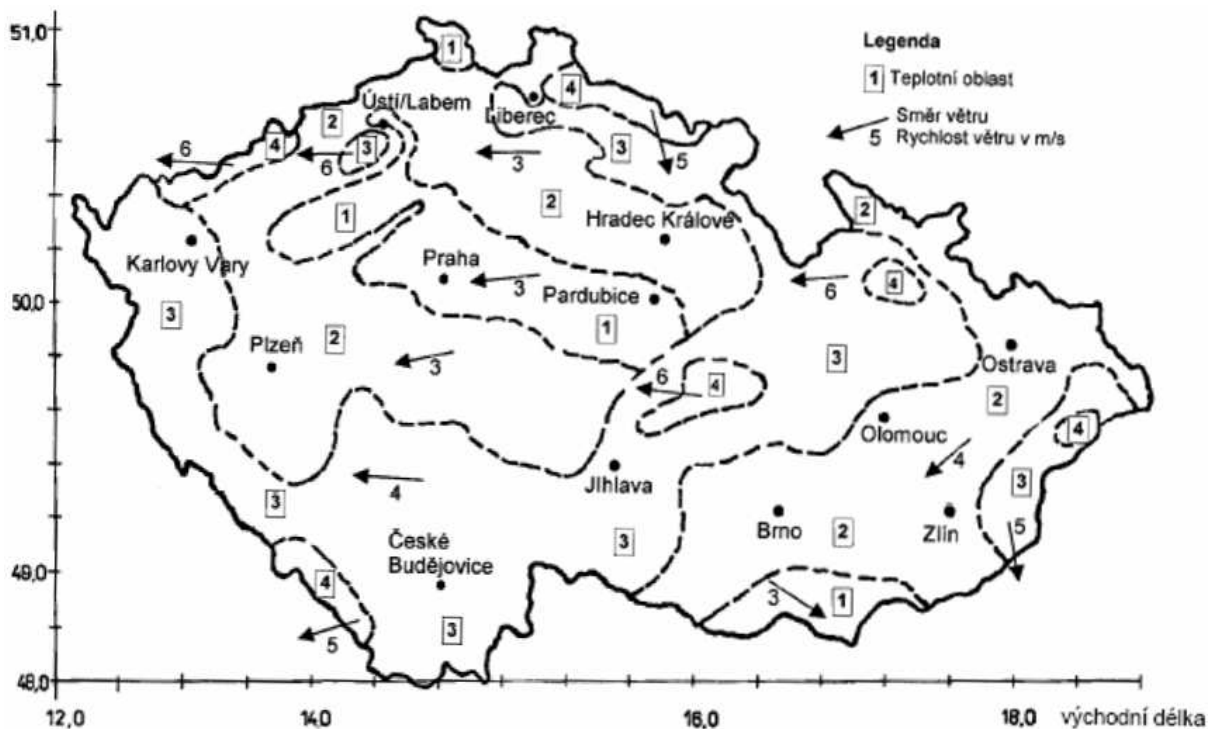 51,0
50,0
49,0
48,0
12,0
14,0
16,0
18,0
východní délka
Legenda
1 Teplotní oblast
Směr větru
5 Rychlost větru v m/s
1
Ústí/Labem
2
4
3
6
6
Liberec
4
3
5
3
2
Hradec Králové
1
Karlovy Vary
Praha
3
Pardubice
1
3
Plzeň
2
3
2
4
6
3
6
4
Ostrava
2
Olomouc
4
4
3
5
Jihlava
4
3
České
Budějovice
3
4
5
3
Brno
2
Zlín
3
1